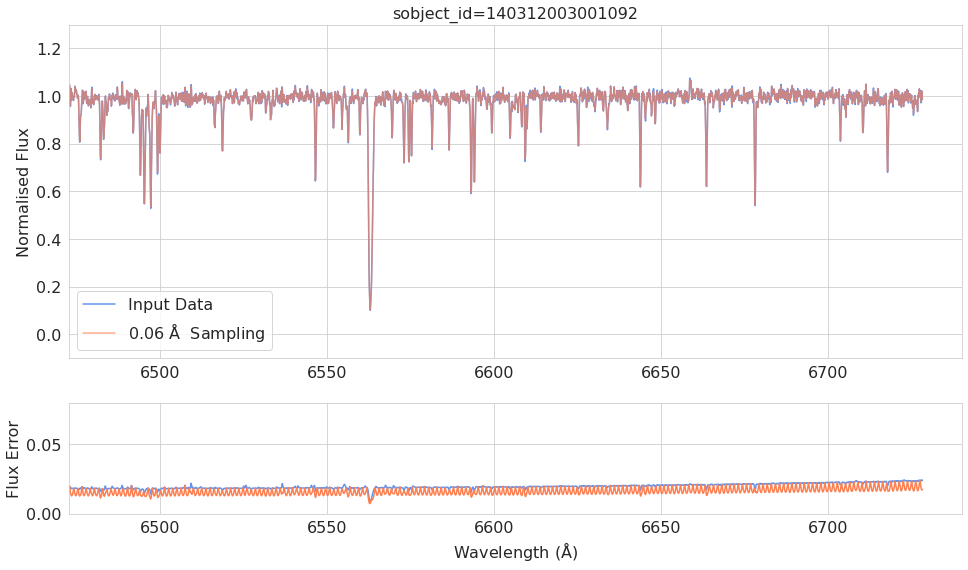 sobject_id=140312003001092
1.2
1.0
0.8
0.6
0.4
0.2
0.0
Normalised Flux
Input Data
0.06 Å Sampling
6500 6550 6600 6650 6700
0.05
0.00
Flux Error
6500 6550 6600 6650 6700
Wavelength (Å)